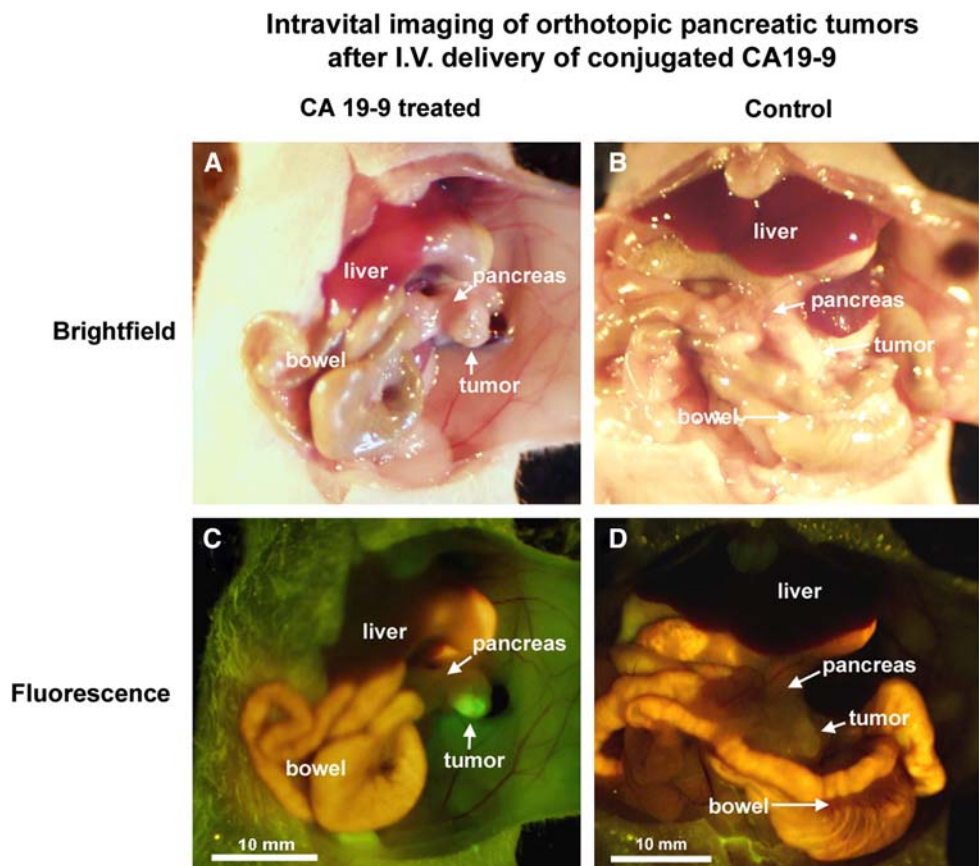 Intravital imaging of orthotopic pancreatic tumors
after I.V. delivery of conjugated CA19-9
CA 19-9 treated
Control
Brightfield
A
liver
pancreas
bowel
tumor
B
liver
pancreas
tumor
bowel
Fluorescence
C
liver
pancreas
tumor
bowel
10 mm
D
liver
pancreas
tumor
bowel
10 mm